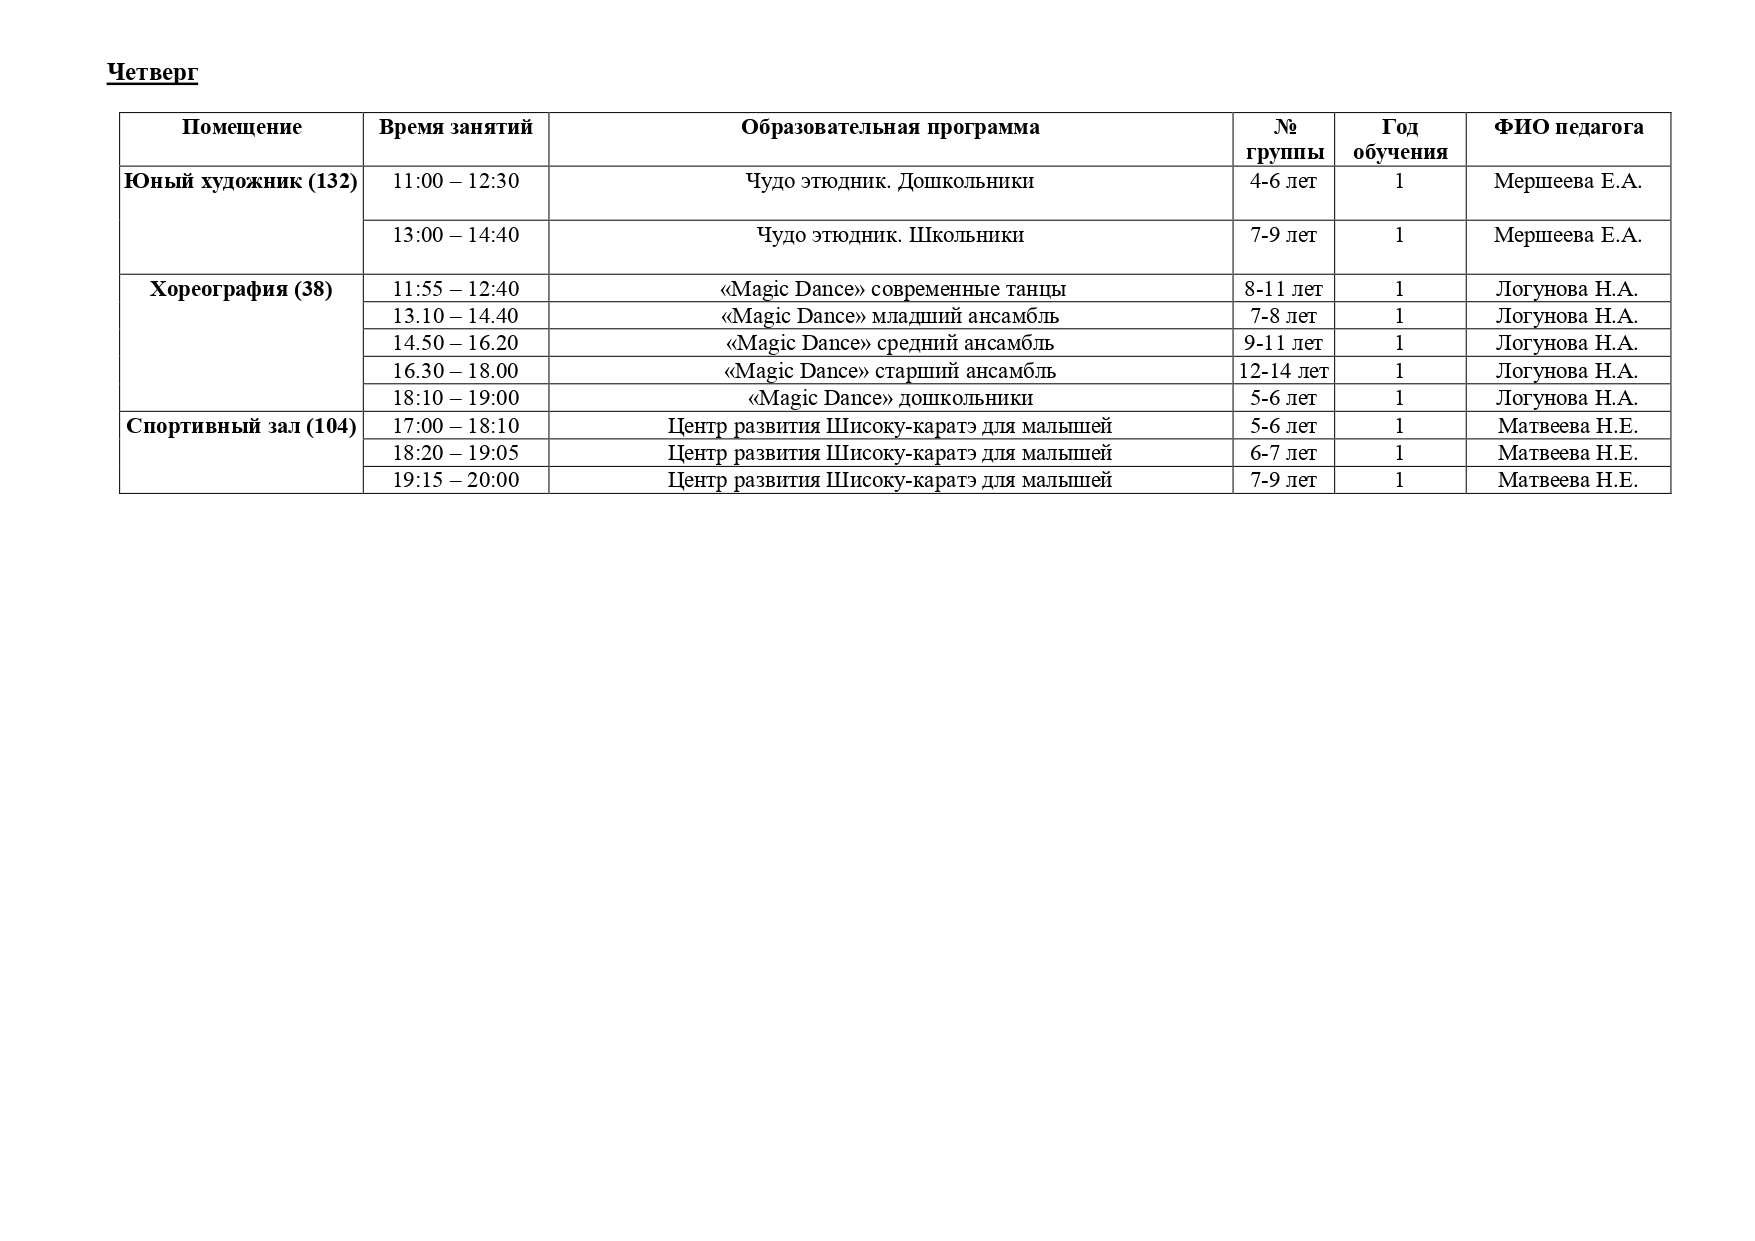 Четверг
Помещение Время занятий Образовательная программа № группы Год обучения ФИО педагога
Юный художник (132) 11:00 – 12:30 Чудо этюдник. Дошкольники 4-6 лет 1 Мершеева Е.А.
13:00 – 14:40 Чудо этюдник. Школьники 7-9 лет 1 Мершеева Е.А.
Хореография (38) 11:55 – 12:40 «Magic Dance» современные танцы 8-11 лет 1 Логунова Н.А.
13.10 – 14.40 «Magic Dance» младший ансамбль 7-8 лет 1 Логунова Н.А.
14.50 – 16.20 «Magic Dance» средний ансамбль 9-11 лет 1 Логунова Н.А.
16.30 – 18.00 «Magic Dance» старший ансамбль 12-14 лет 1 Логунова Н.А.
18:10 – 19:00 «Magic Dance» дошкольники 5-6 лет 1 Логунова Н.А.
Спортивный зал (104) 17:00 – 18:10 Центр развития Шисоку-каратэ для малышей 5-6 лет 1 Матвеева Н.Е.
18:20 – 19:05 Центр развития Шисоку-каратэ для малышей 6-7 лет 1 Матвеева Н.Е.
19:15 – 20:00 Центр развития Шисоку-каратэ для малышей 7-9 лет 1 Матвеева Н.Е.